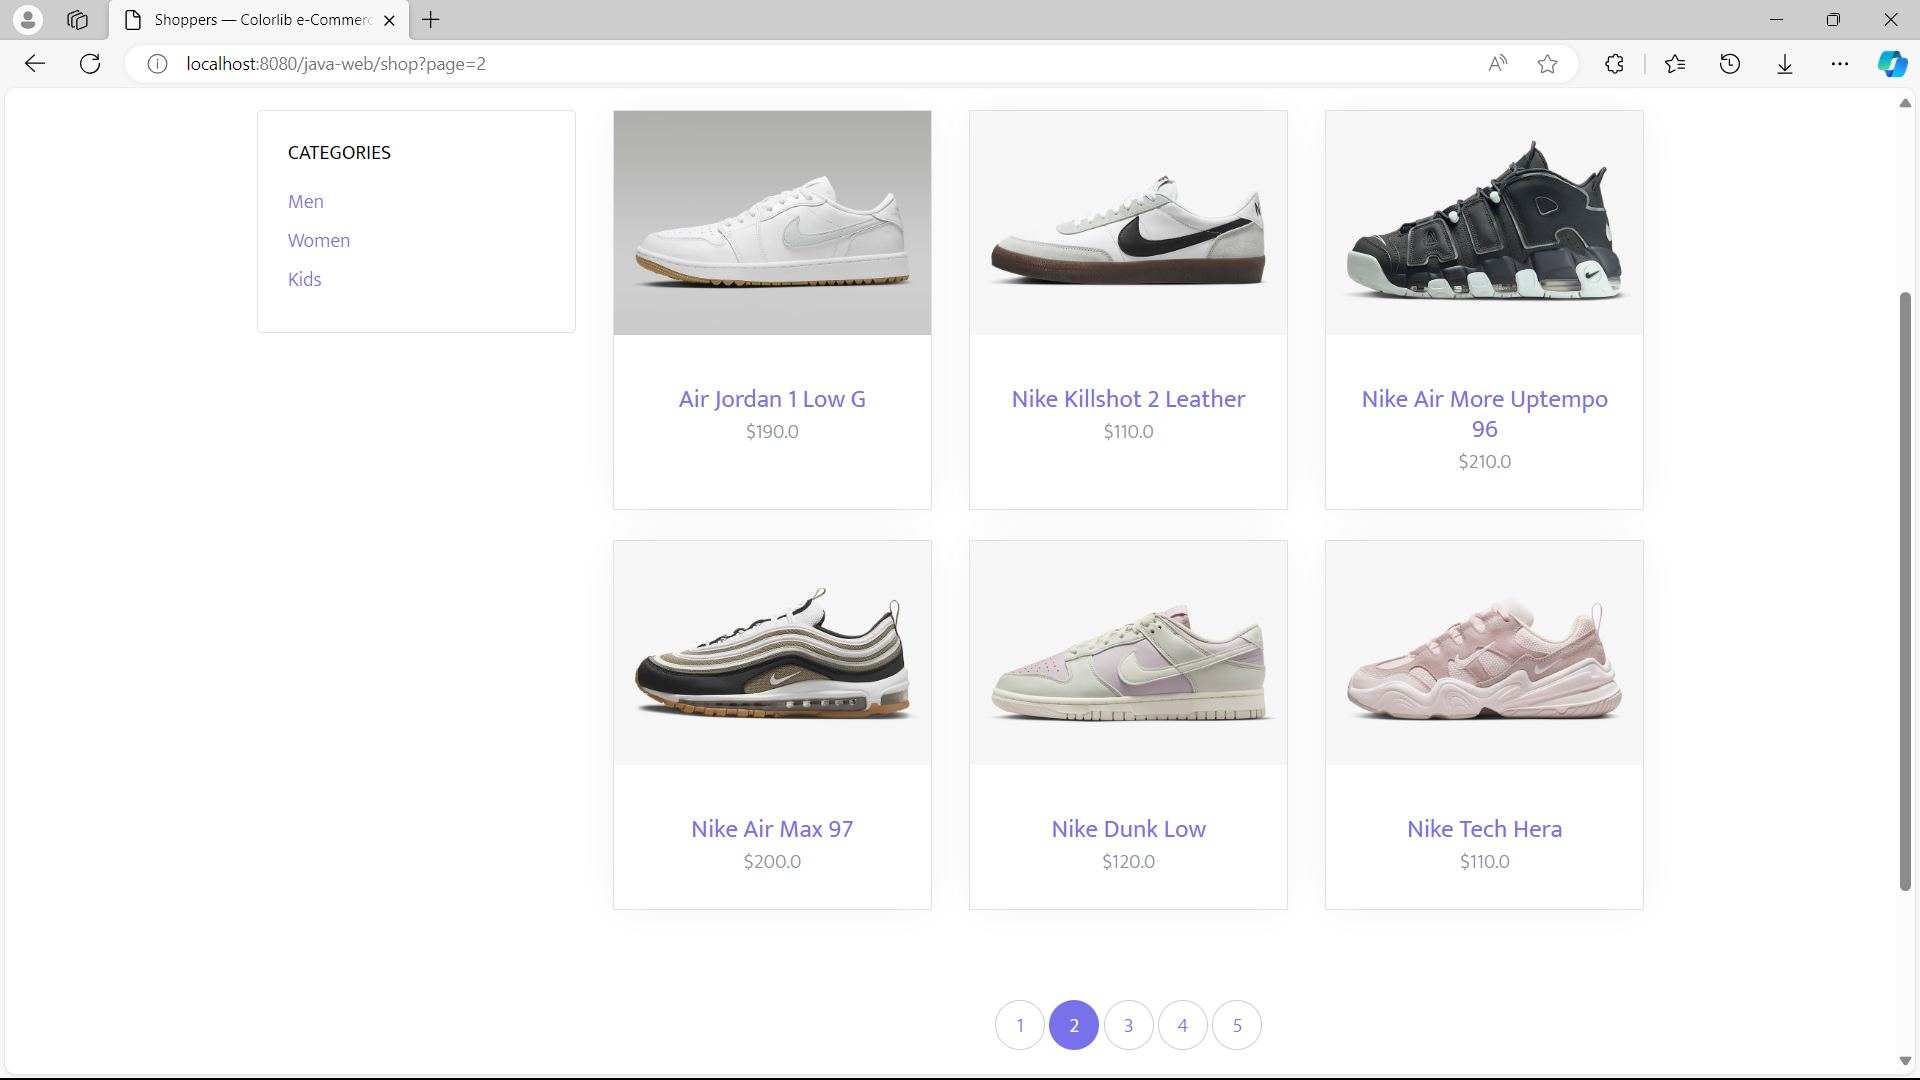 Shoppers — Colorlib e-Commerc
localhost:8080/java-web/shop?page=2
CATEGORIES
Men
Women
Kids
Air Jordan 1 Low G
$190.0
Nike Killshot 2 Leather
$110.0
Nike Air More Uptempo
96
$210.0
Nike Air Max 97
$200.0
Nike Dunk Low
$120.0
Nike Tech Hera
$110.0
1 2 3 4 5